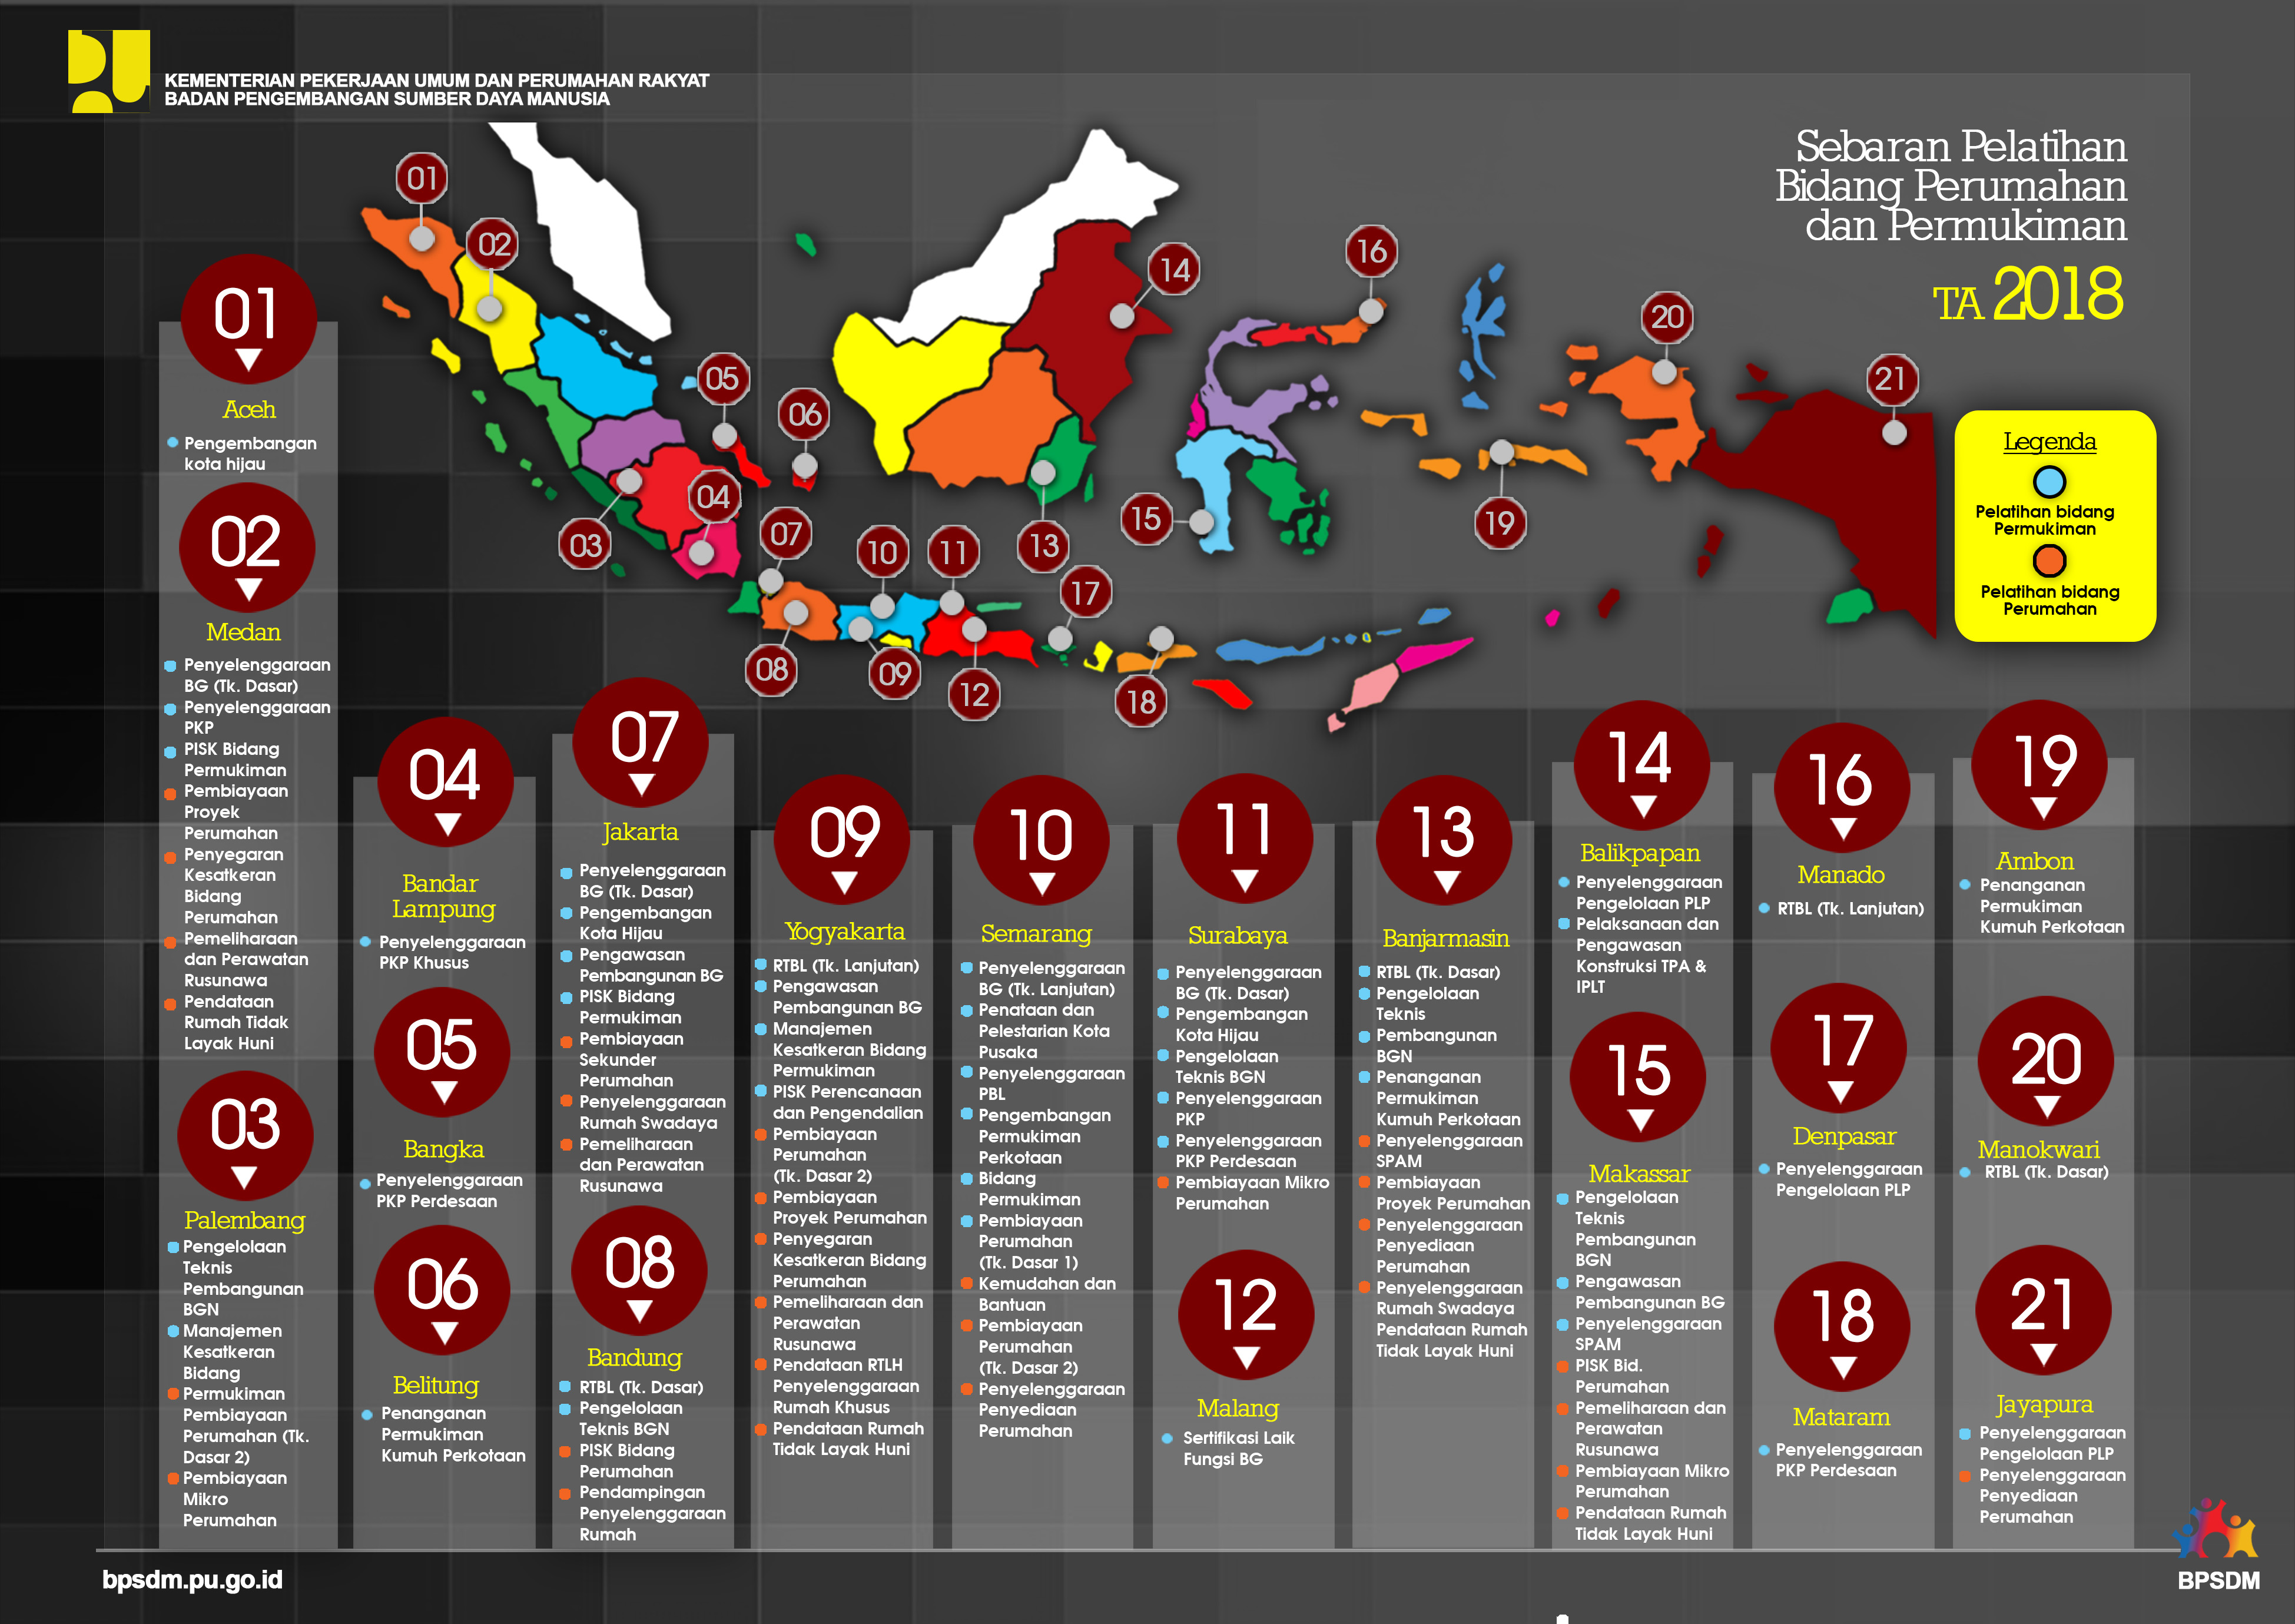 KEMENTERIAN PEKERJAAN UMUM DAN PERUMAHAN RAKYAT
BADAN PENGEMBANGAN SUMBER DAYA MANUSIA
Sebaran Pelatihan
Bidang Perumahan
dan Permukiman
TA 2018
01
02
03
04
05
06
07
08
09
10
11
12
13
14
15
16
17
18
19
20
21
Legenda
Pelatihan bidang
Permukiman
Pelatihan bidang
Perumahan
01
Aceh
Pengembangan
kota hijau
02
Medan
Penyelenggaraan
BG (Tk. Dasar)
Penyelenggaraan
PKP
PISK Bidang
Permukiman
Pembiayaan
Proyek
Perumahan
Penyegaran
Kesatkeran
Bidang
Perumahan
Pemeliharaan
dan Perawatan
Rusunawa
Pendataan
Rumah Tidak
Layak Huni
03
Palembang
Pengelolaan
Teknis
Pembangunan
BGN
Manajemen
Kesatkeran
Bidang
Permukiman
Pembiayaan
Perumahan (Tk.
Dasar 2)
Pembiayaan
Mikro
Perumahan
04
Bandar
Lampung
Penyelenggaraan
PKP Khusus
05
Bangka
Penyelenggaraan
PKP Perdesaan
06
Belitung
Penanganan
Permukiman
Kumuh Perkotaan
07
Jakarta
Penyelenggaraan
BG (Tk. Dasar)
Pengembangan
Kota Hijau
Pengawasan
Pembangunan BG
PISK Bidang
Permukiman
Pembiayaan
Sekunder
Perumahan
Penyelenggaraan
Rumah Swadaya
Pemeliharaan
dan Perawatan
Rusunawa
08
Bandung
RTBL (Tk. Dasar)
Pengelolaan
Teknis BGN
PISK Bidang
Perumahan
Pendampingan
Penyelenggaraan
Rumah
09
Yogyakarta
RTBL (Tk. Lanjutan)
Pengawasan
Pembangunan BG
Manajemen
Kesatkeran Bidang
Permukiman
PISK Perencanaan
dan Pengendalian
Pembiayaan
Perumahan
(Tk. Dasar 2)
Pembiayaan
Proyek Perumahan
Penyegaran
Kesatkeran Bidang
Perumahan
Pemeliharaan dan
Perawatan
Rusunawa
Pendataan RTLH
Penyelenggaraan
Rumah Khusus
Pendataan Rumah
Tidak Layak Huni
10
Semarang
Penyelenggaraan
BG (Tk. Lanjutan)
Penataan dan
Pelestarian Kota
Pusaka
Penyelenggaraan
PBL
Pengembangan
Permukiman
Perkotaan
Bidang
Permukiman
Pembiayaan
Perumahan
(Tk. Dasar 1)
Kemudahan dan
Bantuan
Pembiayaan
Perumahan
(Tk. Dasar 2)
Penyelenggaraan
Penyediaan
Perumahan
11
Surabaya
Penyelenggaraan
BG (Tk. Dasar)
Pengembangan
Kota Hijau
Pengelolaan
Teknis BGN
Penyelenggaraan
PKP
Penyelenggaraan
PKP Perdesaan
Pembiayaan Mikro
Perumahan
12
Malang
Sertifikasi Laik
Fungsi BG
13
Banjarmasin
RTBL (Tk. Dasar)
Pengelolaan
Teknis
Pembangunan
BGN
Penanganan
Permukiman
Kumuh Perkotaan
Penyelenggaraan
SPAM
Pembiayaan
Proyek Perumahan
Penyelenggaraan
Penyediaan
Perumahan
Penyelenggaraan
Rumah Swadaya
Pendataan Rumah
Tidak Layak Huni
14
Balikpapan
Penyelenggaraan
Pengelolaan PLP
Pelaksanaan dan
Pengawasan
Konstruksi TPA &
IPLT
15
Makassar
Pengelolaan
Teknis
Pembangunan
BGN
Pengawasan
Pembangunan BG
Penyelenggaraan
SPAM
PISK Bid.
Perumahan
Pemeliharaan dan
Perawatan
Rusunawa
Pembiayaan Mikro
Perumahan
Pendataan Rumah
Tidak Layak Huni
16
Manado
RTBL (Tk. Lanjutan)
17
Denpasar
Penyelenggaraan
Pengelolaan PLP
18
Mataram
Penyelenggaraan
PKP Perdesaan
19
Ambon
Penanganan
Permukiman
Kumuh Perkotaan
20
Manokwari
RTBL (Tk. Dasar)
21
Jayapura
Penyelenggaraan
Pengelolaan PLP
Penyelenggaraan
Penyediaan
Perumahan
bpsdm.pu.go.id
BPSDM